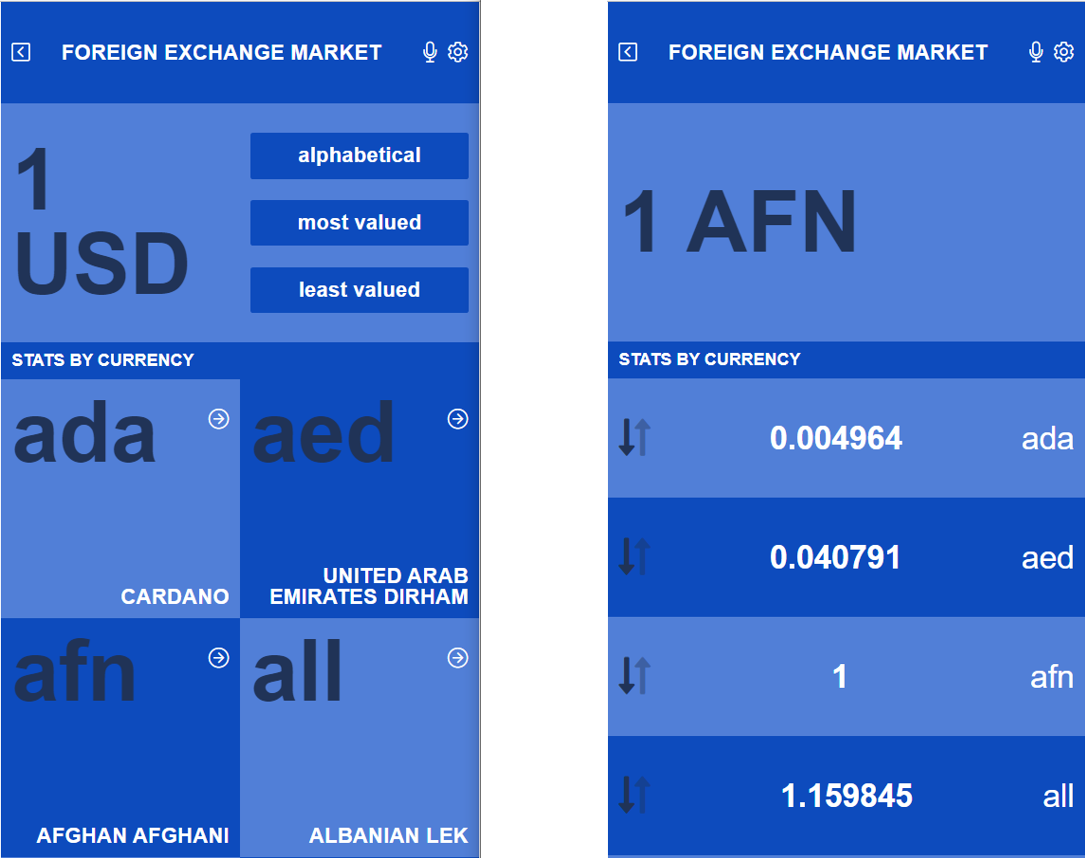 FOREIGN EXCHANGE MARKET
1
USD
alphabetical
most valued
least valued
STATS BY CURRENCY
ada
CARDANO
aed
UNITED ARAB
EMIRATES DIRHAM
afn
AFGHAN AFGHANI
all
ALBANIAN LEK
FOREIGN EXCHANGE MARKET
1 AFN
STATS BY CURRENCY
0.004964 ada
0.040791 aed
1 afn
1.159845 all